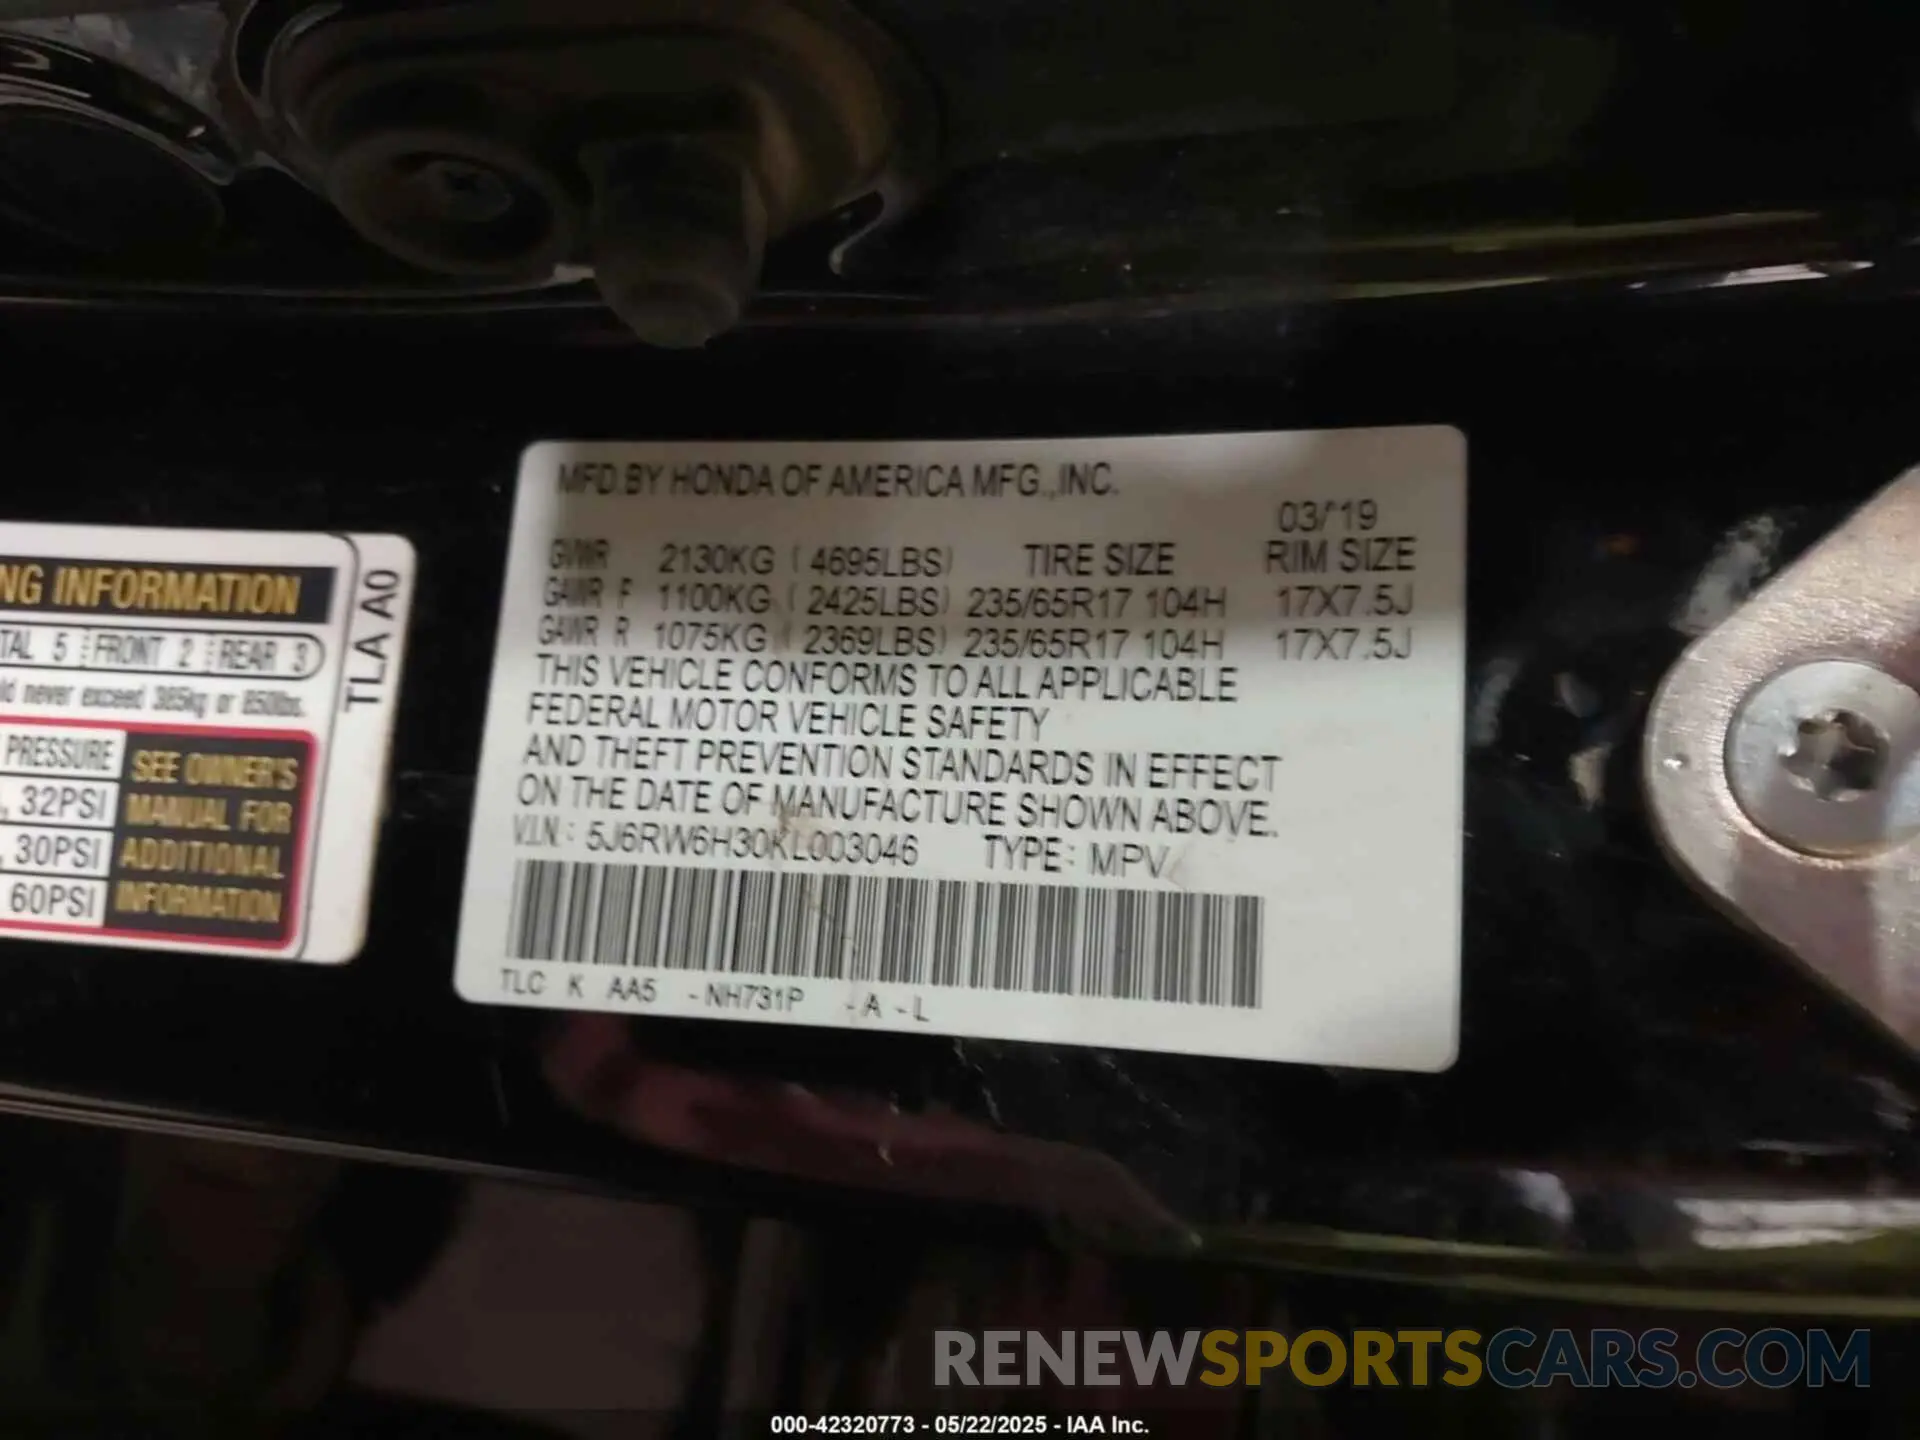 MFD.BY HONDA OF AMERICA MFG.,INC.
03/'19
GVWR 2130KG ( 4695LBS) TIRE SIZE RIM SIZE
GAWR F 1100KG ( 2425LBS) 235/65R17 104H 17X7.5J
GAWR R 1075KG ( 2369LBS) 235/65R17 104H 17X7.5J
THIS VEHICLE CONFORMS TO ALL APPLICABLE
FEDERAL MOTOR VEHICLE SAFETY
AND THEFT PREVENTION STANDARDS IN EFFECT
ON THE DATE OF MANUFACTURE SHOWN ABOVE.
V.I.N.: 5J6RW6H30KL003046 TYPE: MPV
TLC K AA5 -NH731P -A -L
NG INFORMATION
TAL 5 FRONT 2 REAR 3
ld never exceed 385kg or 850lbs.
PRESSURE
, 32PSI
, 30PSI
60PSI
SEE OWNER'S
MANUAL FOR
ADDITIONAL
INFORMATION
TLA A0
RENEWSPORTSCARS.COM
000-42320773 - 05/22/2025 - IAA Inc.